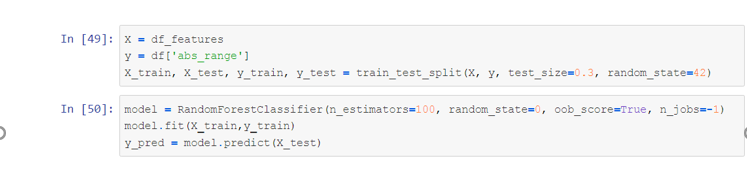 In [49]: X = df_features
y = df['abs_range']
X_train, X_test, y_train, y_test = train_test_split(X, y, test_size=0.3, random_state=42)
In [50]: model = RandomForestClassifier(n_estimators=100, random_state=0, oob_score=True, n_jobs=-1)
model.fit(X_train,y_train)
y_pred = model.predict(X_test)